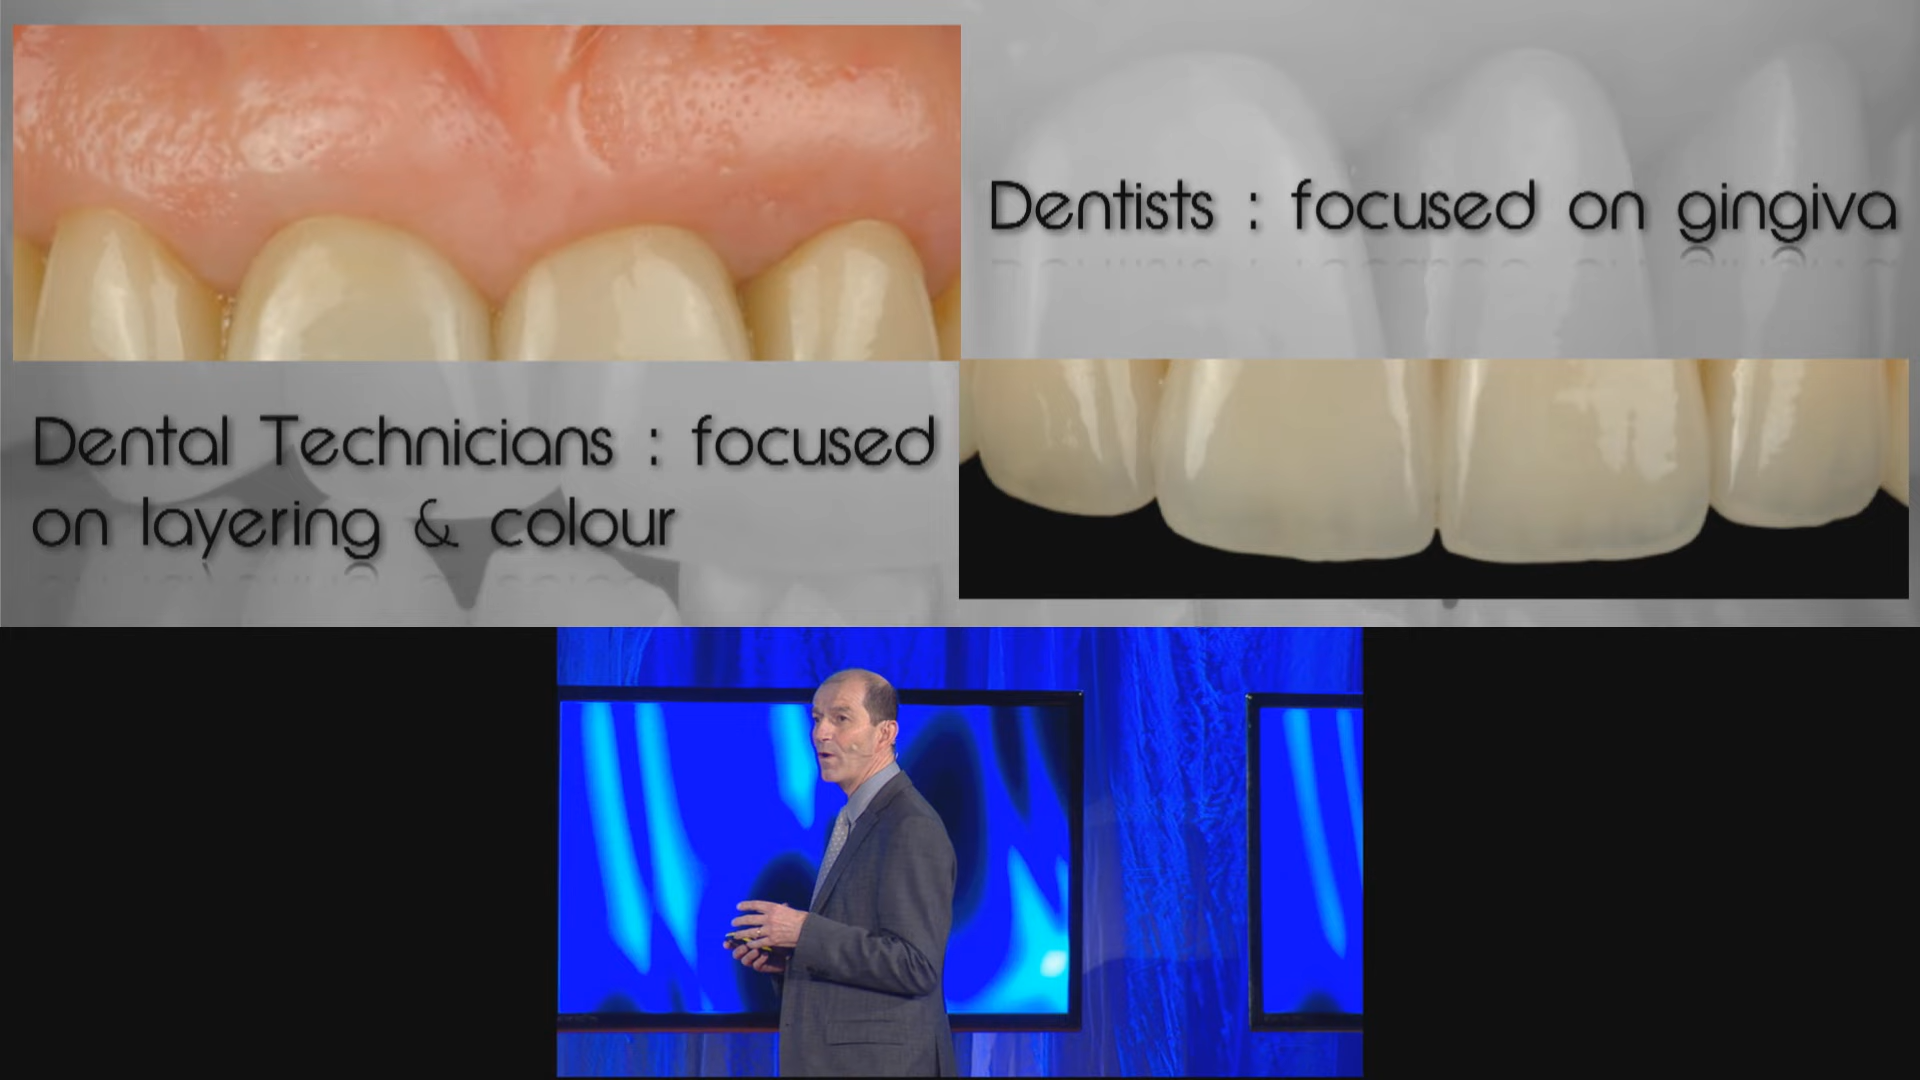 Dentists : focused on gingiva
Dental Technicians : focused
on layering & colour